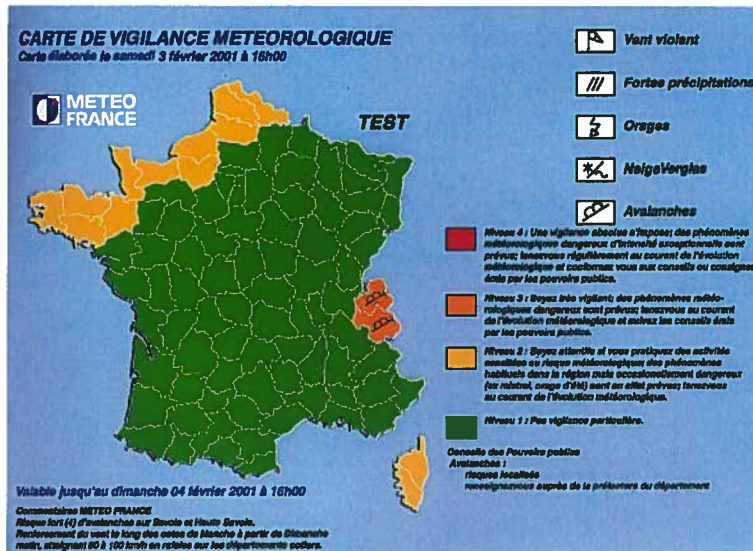 CARTE DE VIGILANCE METEOROLOGIQUE
Carte élaborée le samedi 3 février 2001 à 16h00
METEO
FRANCE
TEST
Vent violent
Fortes précipitations
Orages
NeigeVerglas
Avalanches
Niveau 4 : Une vigilance absolue s'impose; des phénomènes
météorologiques dangereux d'intensité exceptionnelle sont
prévus; tenezvous régulièrement au courant de l'évolution
météorologique et conformez vous aux conseils ou consignes
émis par les pouvoirs publics.
Niveau 3 : Soyez très vigilant; des phénomènes météo-
rologiques dangereux sont prévus; tenezvous au courant
de l'évolution météorologique et suivez les conseils émis
par les pouvoirs publics.
Niveau 2 : Soyez attentifs si vous pratiquez des activités
sensibles au risque météorologique; des phénomènes
habituels dans la région mais occasionnellement dangereux
(ex mistral, orage d'été) sont en effet prévus; tenezvous
au courant de l'évolution météorologique.
Niveau 1 : Pas vigilance particulière.
Conseils des Pouvoirs publics
Avalanches :
risques localisés
renseignezvous auprès de la préfecture du département
Valable jusqu'au dimanche 04 février 2001 à 16h00
Commentaires METEO FRANCE
Risque fort (4) d'avalanches sur Savoie et Haute Savoie.
Renforcement du vent le long des cotes de Manche à partir de Dimanche
matin, atteignant 80 à 100 km/h en rafales sur les départements cotiers.